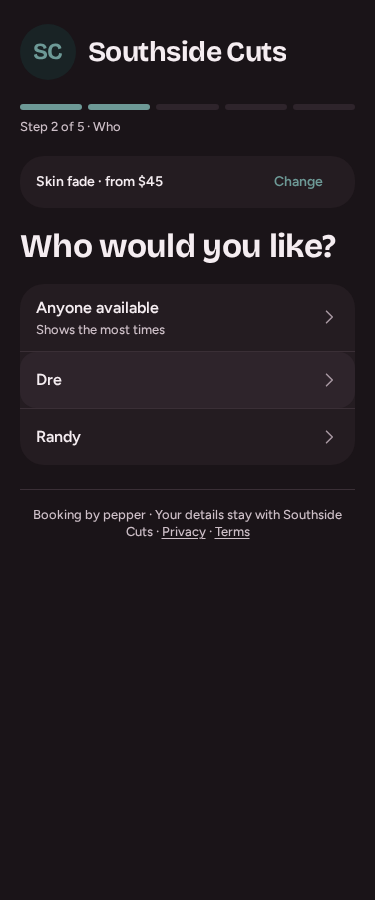 SC
Southside Cuts
Step 2 of 5 · Who
Skin fade · from $45
Change
Who would you like?
Anyone available
Shows the most times
Dre
Randy
Booking by pepper · Your details stay with Southside
Cuts · Privacy · Terms